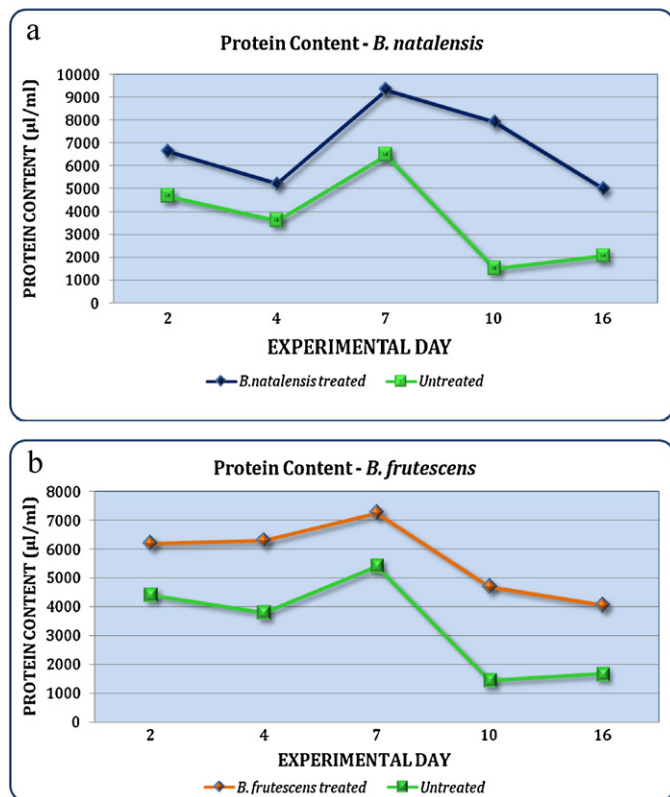 a
Protein Content - B. natalensis
PROTEIN CONTENT (µl/ml)
10000
9000
8000
7000
6000
5000
4000
3000
2000
1000
0
2 4 7 10 16
EXPERIMENTAL DAY
B.natalensis treated Untreated
b
Protein Content - B. frutescens
PROTEIN CONTENT (µl/ml)
8000
7000
6000
5000
4000
3000
2000
1000
0
2 4 7 10 16
EXPERIMENTAL DAY
B. frutescens treated Untreated